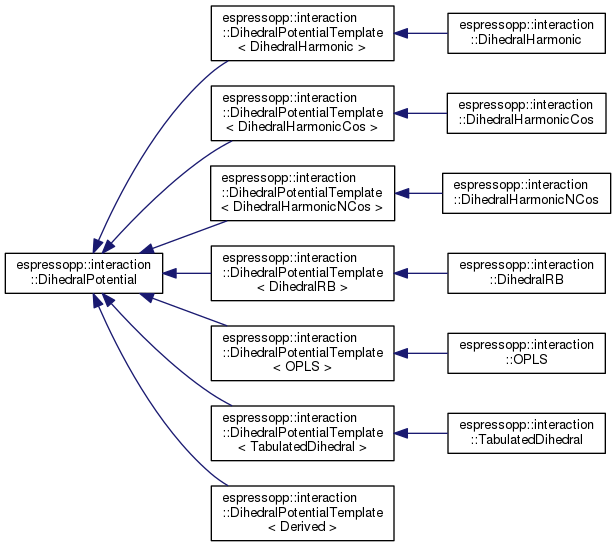 espressopp::interaction
::DihedralPotentialTemplate
< DihedralHarmonic >
espressopp::interaction
::DihedralHarmonic
espressopp::interaction
::DihedralPotentialTemplate
< DihedralHarmonicCos >
espressopp::interaction
::DihedralHarmonicCos
espressopp::interaction
::DihedralPotentialTemplate
< DihedralHarmonicNCos >
espressopp::interaction
::DihedralHarmonicNCos
espressopp::interaction
::DihedralPotential
espressopp::interaction
::DihedralPotentialTemplate
< DihedralRB >
espressopp::interaction
::DihedralRB
espressopp::interaction
::DihedralPotentialTemplate
< OPLS >
espressopp::interaction
::OPLS
espressopp::interaction
::DihedralPotentialTemplate
< TabulatedDihedral >
espressopp::interaction
::TabulatedDihedral
espressopp::interaction
::DihedralPotentialTemplate
< Derived >